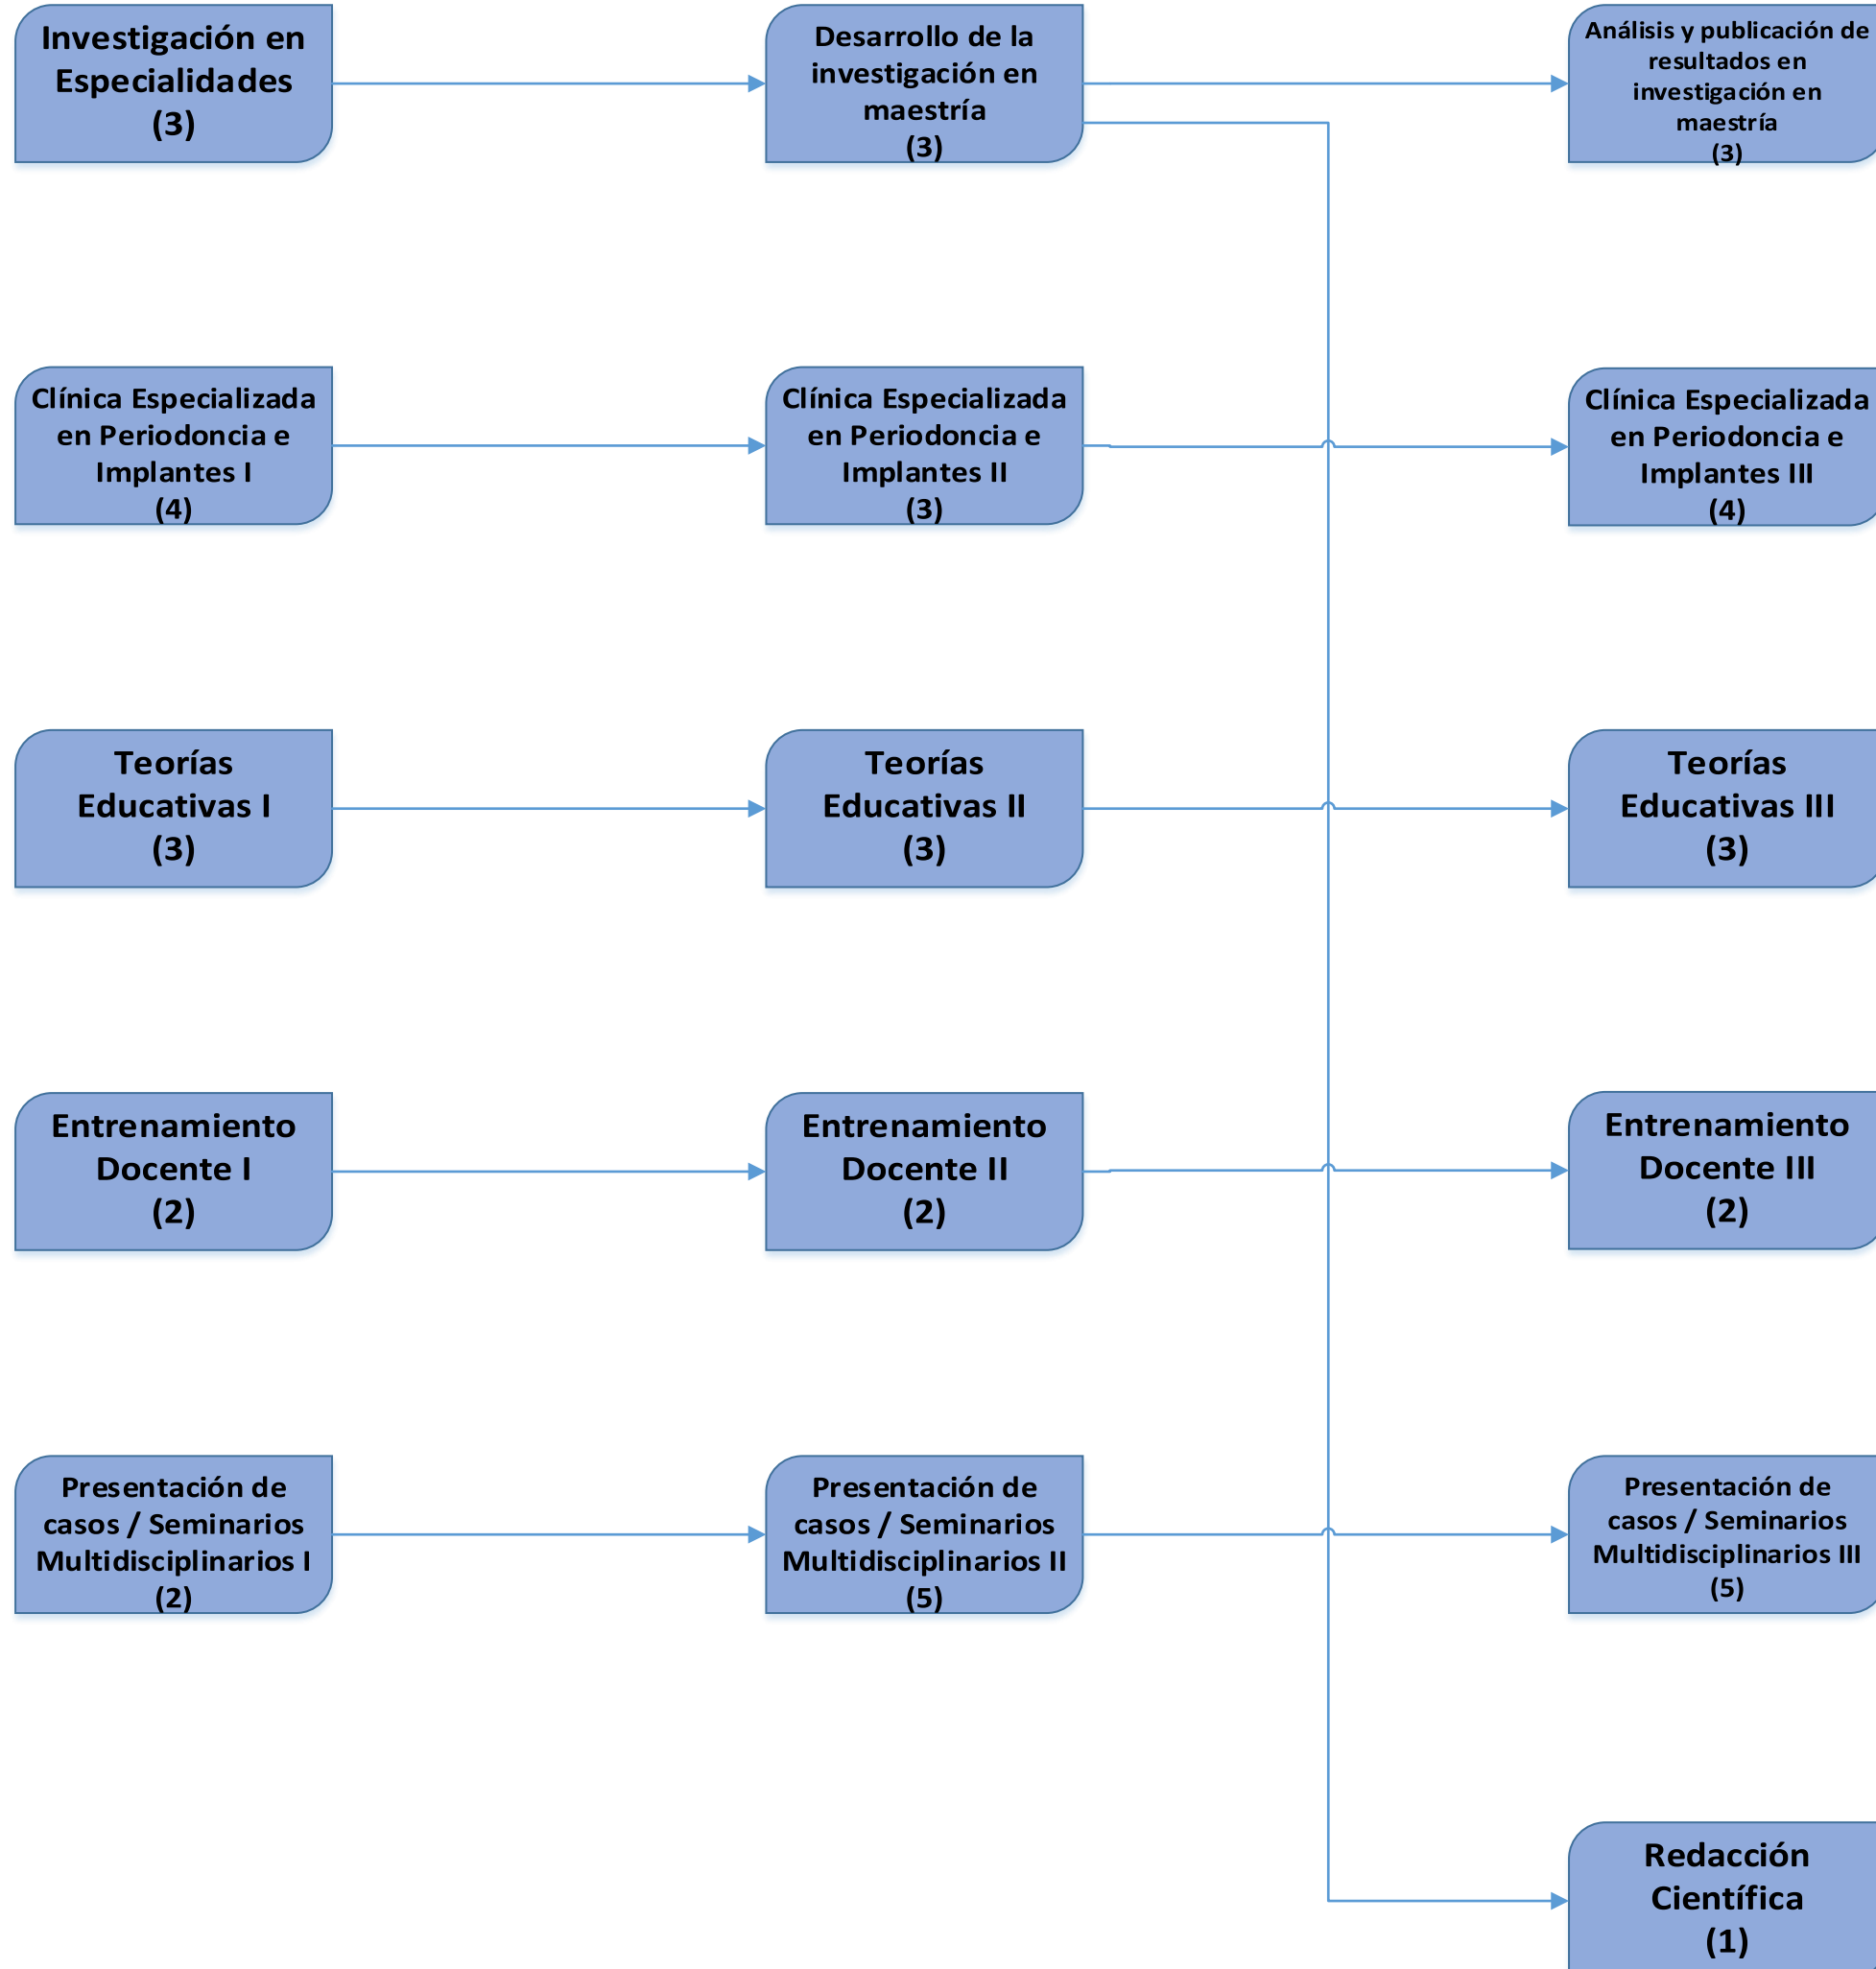 Investigación en
Especialidades
(3)
Desarrollo de la
investigación en
maestría
(3)
Análisis y publicación de
resultados en
investigación en
maestría
(3)
Clínica Especializada
en Periodoncia e
Implantes I
(4)
Clínica Especializada
en Periodoncia e
Implantes II
(3)
Clínica Especializada
en Periodoncia e
Implantes III
(4)
Teorías
Educativas I
(3)
Teorías
Educativas II
(3)
Teorías
Educativas III
(3)
Entrenamiento
Docente I
(2)
Entrenamiento
Docente II
(2)
Entrenamiento
Docente III
(2)
Presentación de
casos / Seminarios
Multidisciplinarios I
(2)
Presentación de
casos / Seminarios
Multidisciplinarios II
(5)
Presentación de
casos / Seminarios
Multidisciplinarios III
(5)
Redacción
Científica
(1)